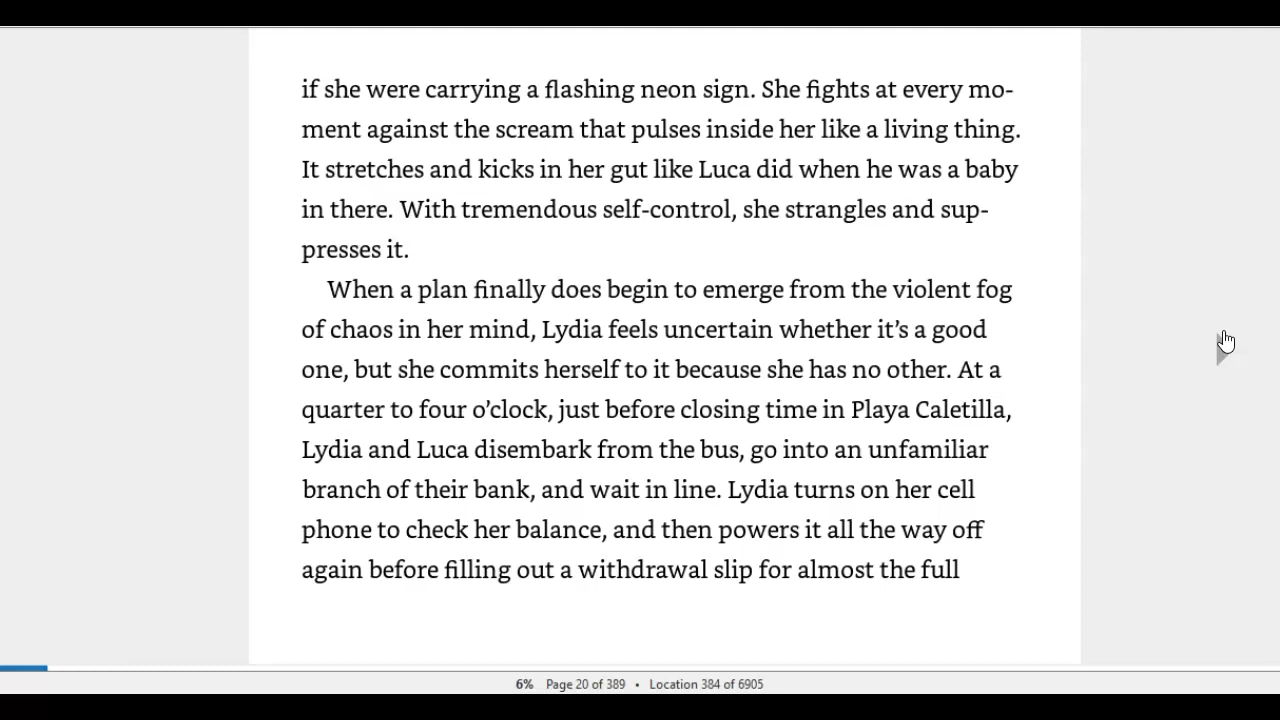 if she were carrying a flashing neon sign. She fights at every mo-
ment against the scream that pulses inside her like a living thing.
It stretches and kicks in her gut like Luca did when he was a baby
in there. With tremendous self-control, she strangles and sup-
presses it.
When a plan finally does begin to emerge from the violent fog
of chaos in her mind, Lydia feels uncertain whether it’s a good
one, but she commits herself to it because she has no other. At a
quarter to four o’clock, just before closing time in Playa Caletilla,
Lydia and Luca disembark from the bus, go into an unfamiliar
branch of their bank, and wait in line. Lydia turns on her cell
phone to check her balance, and then powers it all the way off
again before filling out a withdrawal slip for almost the full
6% Page 20 of 389 • Location 384 of 6905